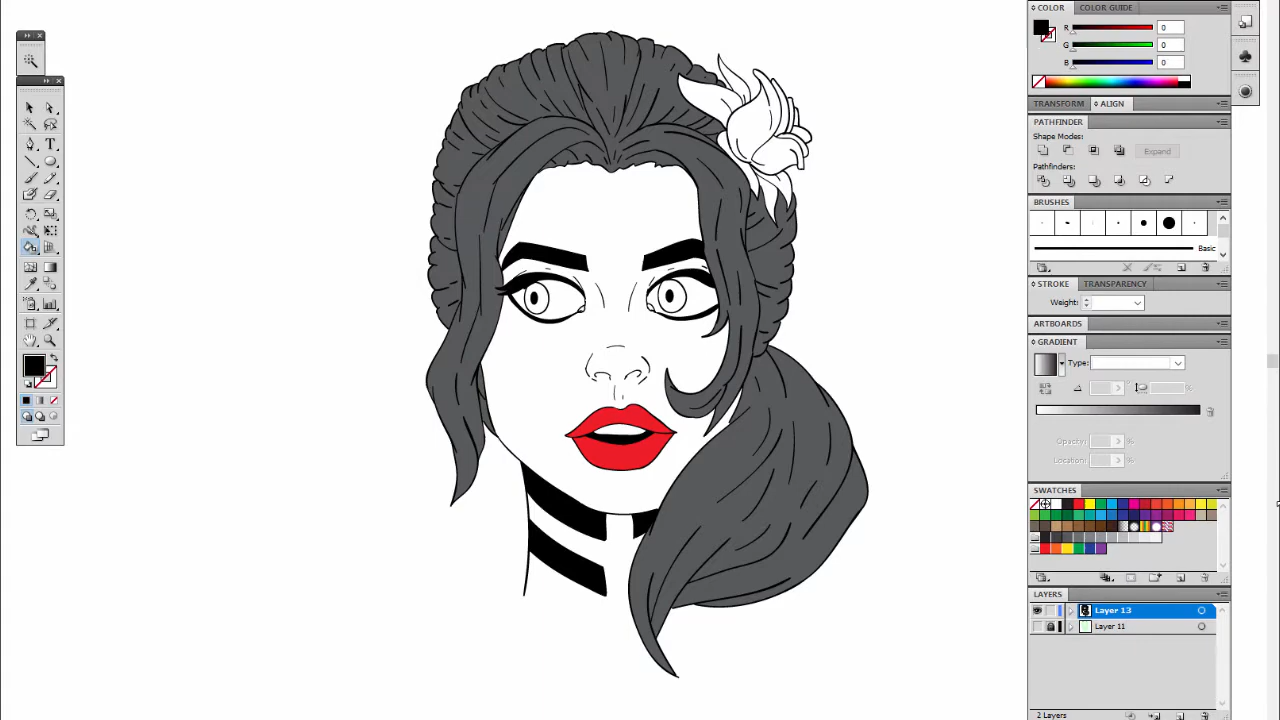 COLOR
COLOR GUIDE
R
0
G
0
B
0
TRANSFORM
ALIGN
PATHFINDER
Shape Modes:
Expand
Pathfinders:
BRUSHES
Basic
STROKE
TRANSPARENCY
Weight:
ARTBOARDS
GRADIENT
Type:
°
%
Opacity:
%
Location:
%
SWATCHES
LAYERS
Layer 13
Layer 11
2 Layers
T